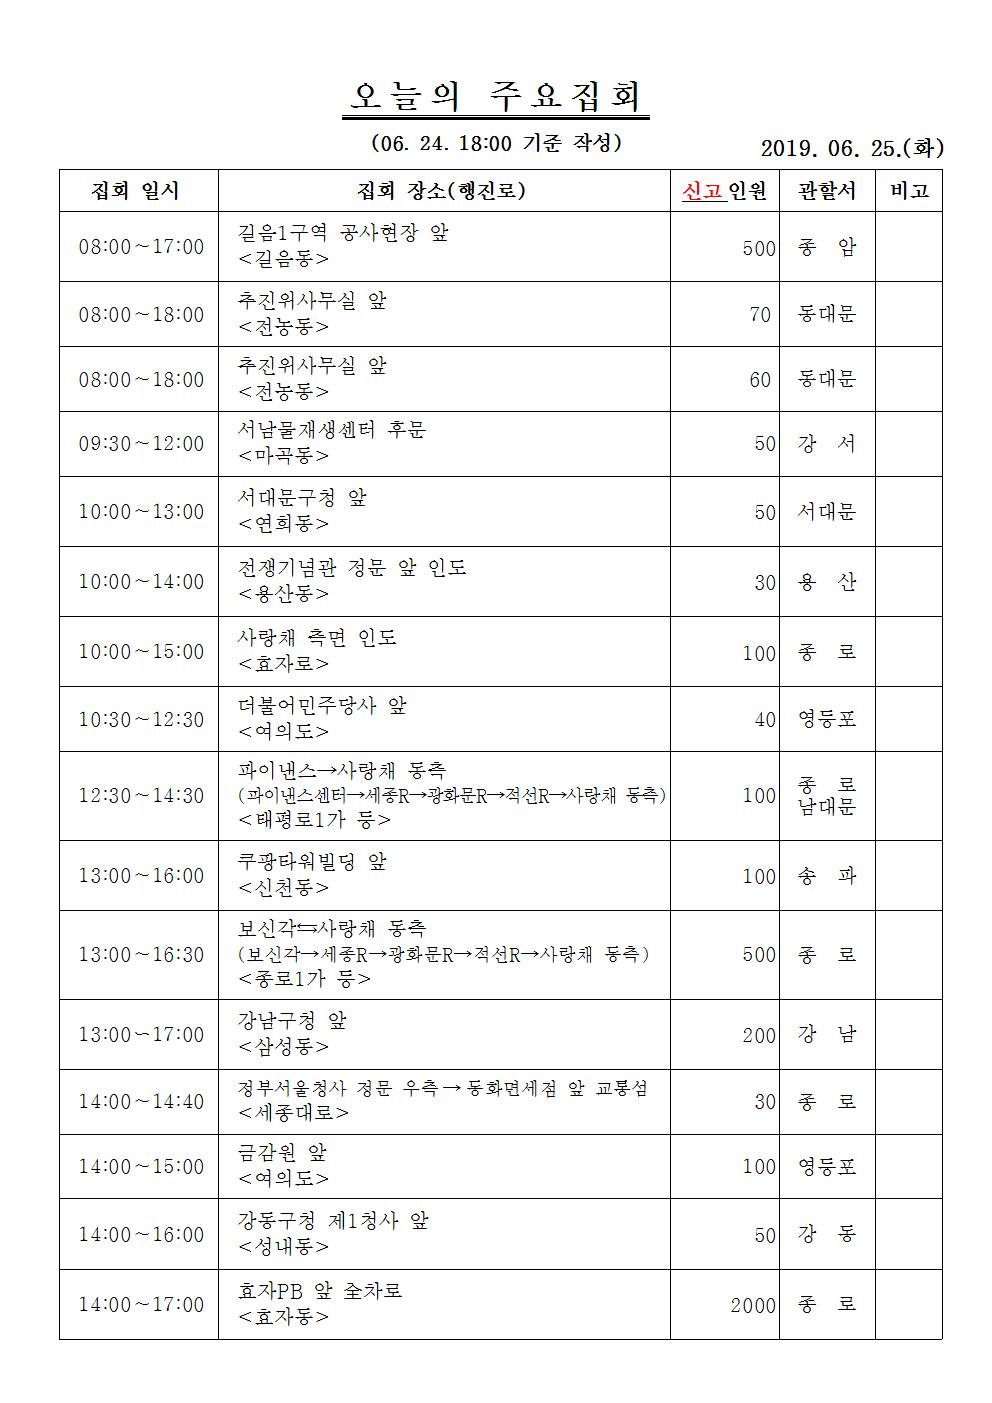 오늘의 주요집회
(06. 24. 18:00 기준 작성)
2019. 06. 25.(화)
집회 일시 집회 장소(행진로) 신고인원 관할서 비고
08:00~17:00 길음1구역 공사현장 앞 <길음동> 500 종 암
08:00~18:00 추진위사무실 앞 <전농동> 70 동대문
08:00~18:00 추진위사무실 앞 <전농동> 60 동대문
09:30~12:00 서남물재생센터 후문 <마곡동> 50 강 서
10:00~13:00 서대문구청 앞 <연희동> 50 서대문
10:00~14:00 전쟁기념관 정문 앞 인도 <용산동> 30 용 산
10:00~15:00 사랑채 측면 인도 <효자로> 100 종 로
10:30~12:30 더불어민주당사 앞 <여의도> 40 영등포
12:30~14:30 파이낸스→사랑채 동측 (파이낸스센터→세종R→광화문R→적선R→사랑채 동측) <태평로1가 등> 100 종 로 남대문
13:00~16:00 쿠팡타워빌딩 앞 <신천동> 100 송 파
13:00~16:30 보신각⇆사랑채 동측 (보신각→세종R→광화문R→적선R→사랑채 동측) <종로1가 등> 500 종 로
13:00~17:00 강남구청 앞 <삼성동> 200 강 남
14:00~14:40 정부서울청사 정문 우측→동화면세점 앞 교통섬 <세종대로> 30 종 로
14:00~15:00 금감원 앞 <여의도> 100 영등포
14:00~16:00 강동구청 제1청사 앞 <성내동> 50 강 동
14:00~17:00 효자PB 앞 全차로 <효자동> 2000 종 로